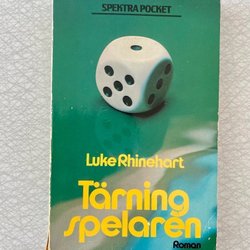 SPEKTRA POCKET
Luke Rhinehart
Tärning
spelaren
Roman